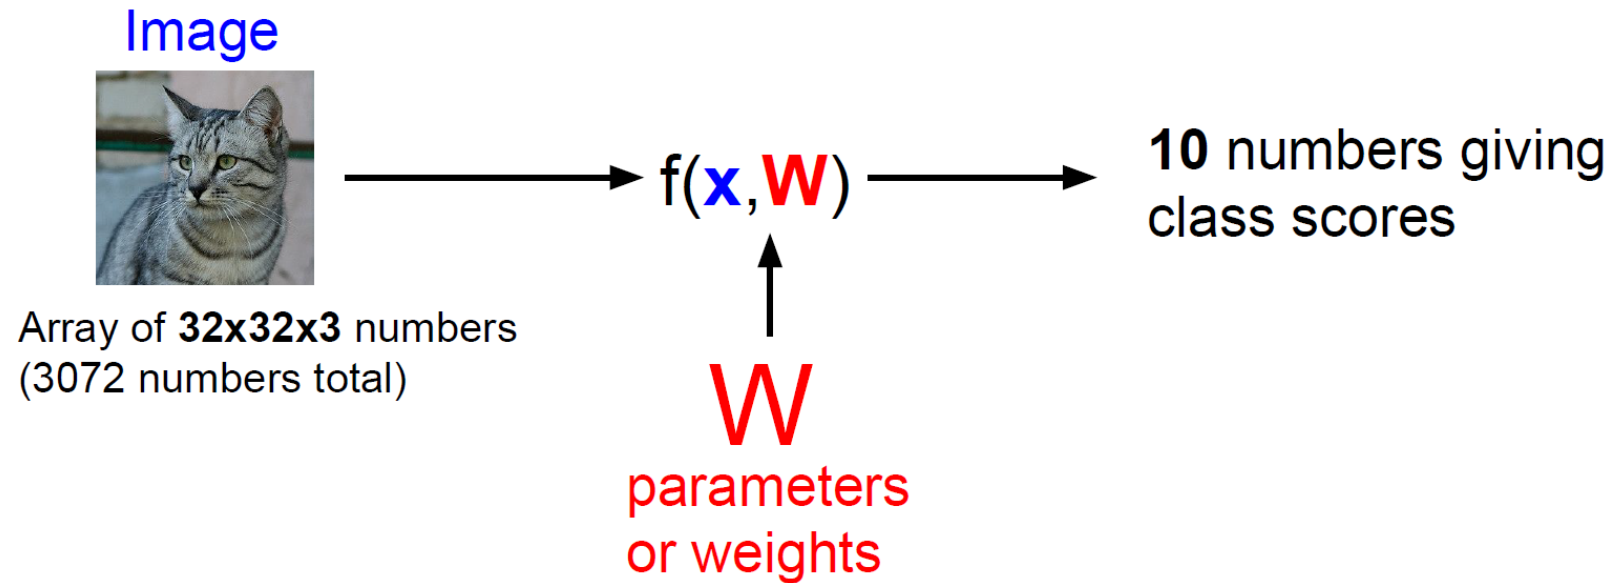 Image
f(x,W)
10 numbers giving
class scores
Array of 32x32x3 numbers
(3072 numbers total)
W
parameters
or weights